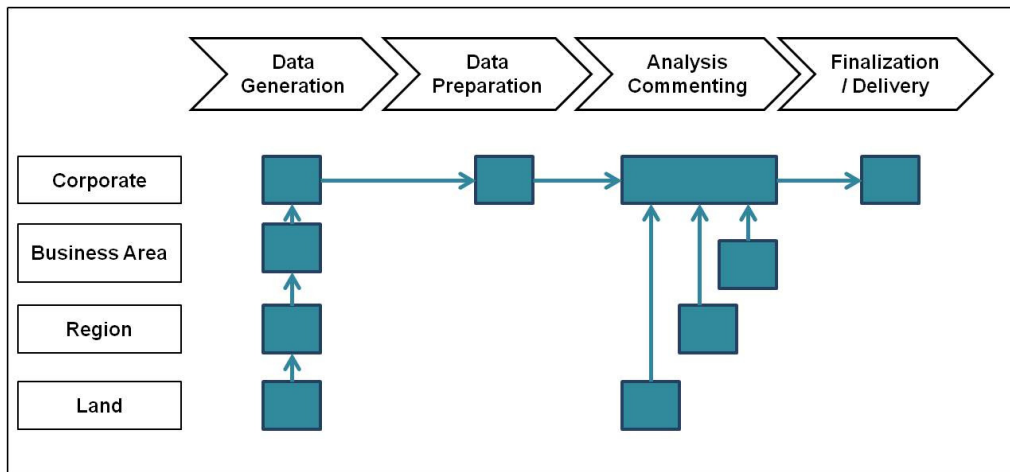 Data
Generation
Data
Preparation
Analysis
Commenting
Finalization
/ Delivery
Corporate
Business Area
Region
Land